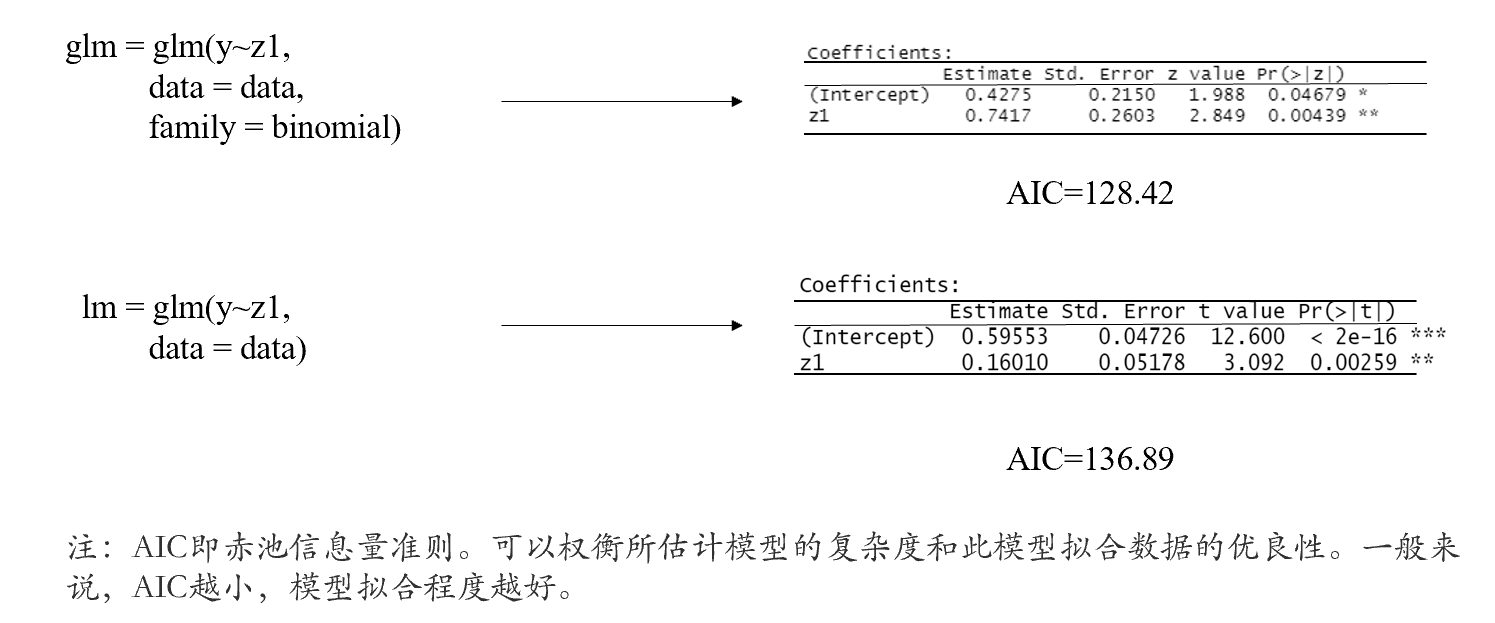 glm = glm(y~z1,
data = data,
family = binomial)
Coefficients:
Estimate Std. Error z value Pr(>|z|)
(Intercept) 0.4275 0.2150 1.988 0.04679 *
z1 0.7417 0.2603 2.849 0.00439 **
AIC=128.42
lm = glm(y~z1,
data = data)
Coefficients:
Estimate Std. Error t value Pr(>|t|)
(Intercept) 0.59553 0.04726 12.600 < 2e-16 ***
z1 0.16010 0.05178 3.092 0.00259 **
AIC=136.89
注：AIC即赤池信息量准则。可以权衡所估计模型的复杂度和此模型拟合数据的优良性。一般来
说，AIC越小，模型拟合程度越好。